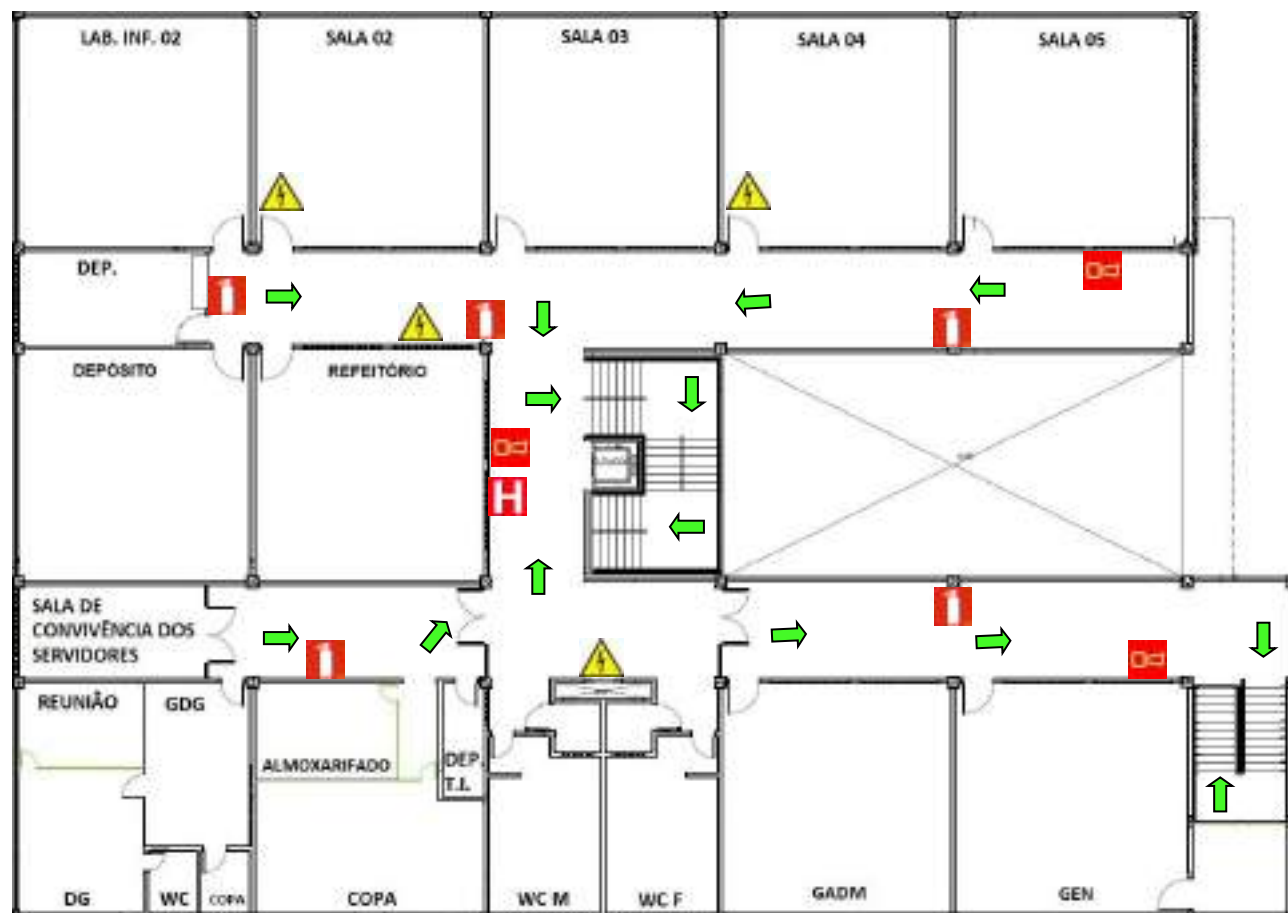 LAB. INF. 02
SALA 02
SALA 03
SALA 04
SALA 05
DEP.
DEPÓSITO
REFEITÓRIO
H
SALA DE
CONVIVÊNCIA DOS
SERVIDORES
REUNIÃO
GDG
ALMOXARIFADO
DEP.
T.I.
DG
WC
COPA
COPA
WC M
WC F
GADM
GEN